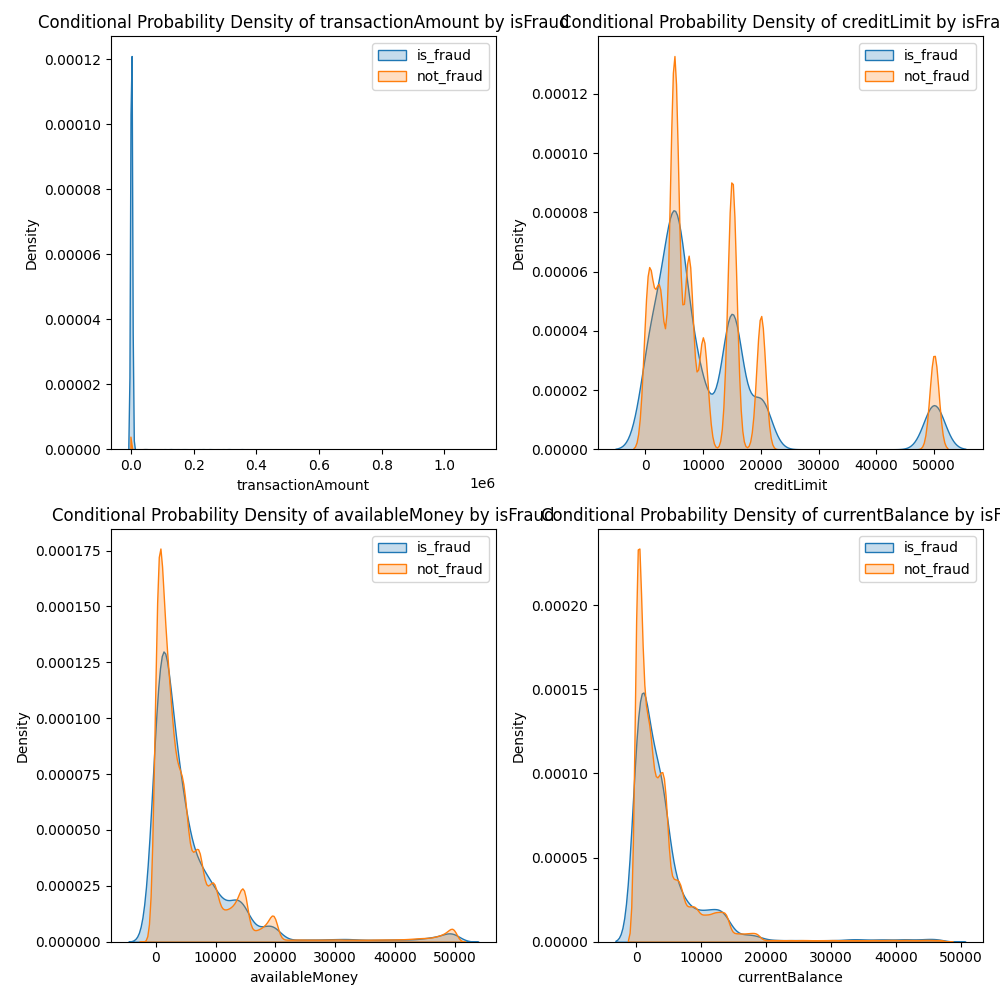 Conditional Probability Density of transactionAmount by isFraud
is_fraud
not_fraud
0.00012
0.00010
0.00008
0.00006
0.00004
0.00002
0.00000
Density
0.0
0.2
0.4
0.6
0.8
1.0
1e6
transactionAmount
Conditional Probability Density of creditLimit by isFra
is_fraud
not_fraud
0.00012
0.00010
0.00008
0.00006
0.00004
0.00002
0.00000
Density
0
10000
20000
30000
40000
50000
creditLimit
Conditional Probability Density of availableMoney by isFraud
is_fraud
not_fraud
0.000175
0.000150
0.000125
0.000100
0.000075
0.000050
0.000025
0.000000
Density
0
10000
20000
30000
40000
50000
availableMoney
Conditional Probability Density of currentBalance by isF
is_fraud
not_fraud
0.00020
0.00015
0.00010
0.00005
0.00000
Density
0
10000
20000
30000
40000
50000
currentBalance